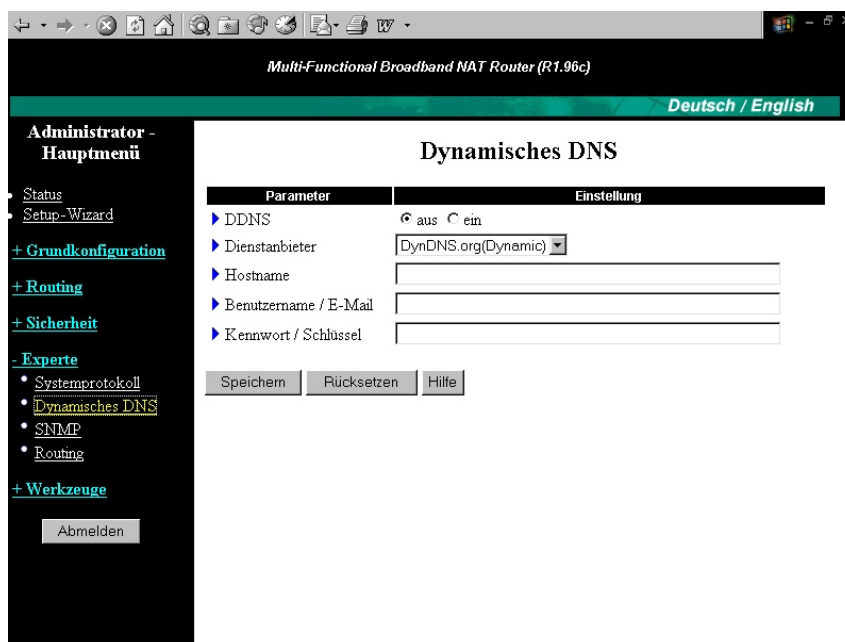 Multi-Functional Broadband NAT Router (R1.96c)
Deutsch / English
Administrator -
Hauptmenü
Status
Setup-Wizard
+ Grundkonfiguration
+ Routing
+ Sicherheit
- Experte
Systemprotokoll
Dynamisches DNS
SNMP
Routing
+ Werkzeuge
Abmelden
Dynamisches DNS
Parameter Einstellung
DDNS aus ein
Dienstanbieter DynDNS.org(Dynamic)
Hostname
Benutzername / E-Mail
Kennwort / Schlüssel
Speichern Rücksetzen Hilfe